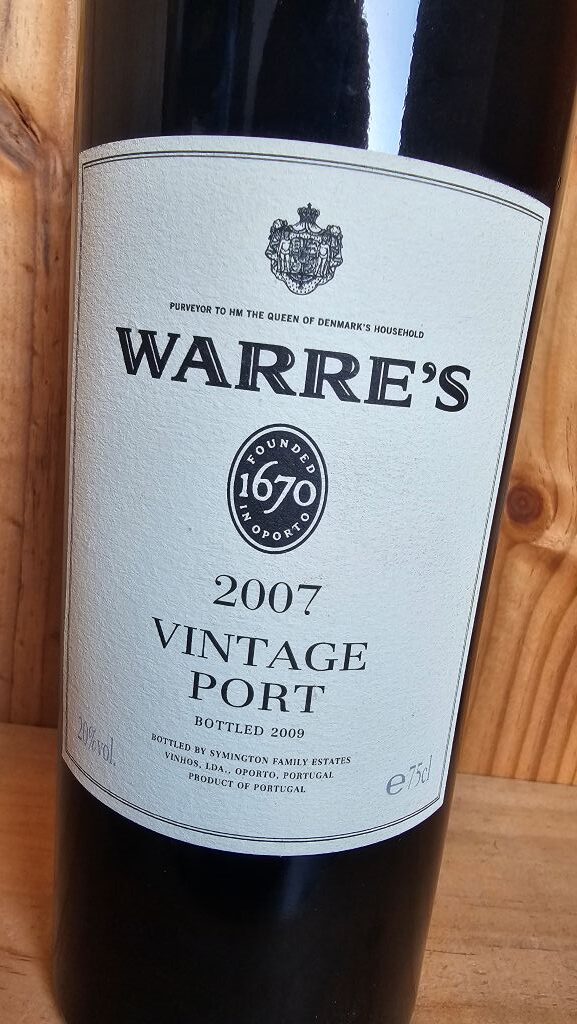 PURVEYOR TO HM THE QUEEN OF DENMARK'S HOUSEHOLD
WARRE'S
FOUNDED
1670
IN OPORTO
2007
VINTAGE
PORT
BOTTLED 2009
20% vol.
BOTTLED BY SYMINGTON FAMILY ESTATES
VINHOS, LDA., OPORTO, PORTUGAL
PRODUCT OF PORTUGAL
e 75cl